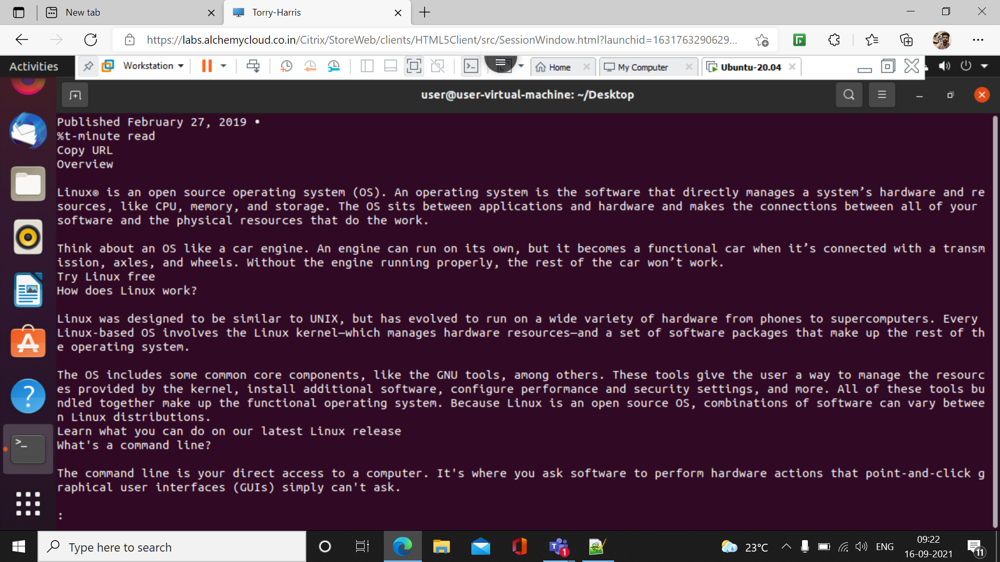 New tab
Torry-Harris
https://labs.alchemycloud.co.in/Citrix/StoreWeb/clients/HTML5Client/src/SessionWindow.html?launchid=1631763290629...
Activities
Workstation
Home
My Computer
Ubuntu-20.04
user@user-virtual-machine: ~/Desktop
Published February 27, 2019 •
%t-minute read
Copy URL
Overview
Linux® is an open source operating system (OS). An operating system is the software that directly manages a system’s hardware and re
sources, like CPU, memory, and storage. The OS sits between applications and hardware and makes the connections between all of your
software and the physical resources that do the work.
Think about an OS like a car engine. An engine can run on its own, but it becomes a functional car when it’s connected with a transm
ission, axles, and wheels. Without the engine running properly, the rest of the car won’t work.
Try Linux free
How does Linux work?
Linux was designed to be similar to UNIX, but has evolved to run on a wide variety of hardware from phones to supercomputers. Every
Linux-based OS involves the Linux kernel—which manages hardware resources—and a set of software packages that make up the rest of th
e operating system.
The OS includes some common core components, like the GNU tools, among others. These tools give the user a way to manage the resourc
es provided by the kernel, install additional software, configure performance and security settings, and more. All of these tools bu
ndled together make up the functional operating system. Because Linux is an open source OS, combinations of software can vary betwee
n Linux distributions.
Learn what you can do on our latest Linux release
What's a command line?
The command line is your direct access to a computer. It's where you ask software to perform hardware actions that point-and-click g
raphical user interfaces (GUIs) simply can't ask.
:
Type here to search
1
23°C
ENG
09:22
16-09-2021
11